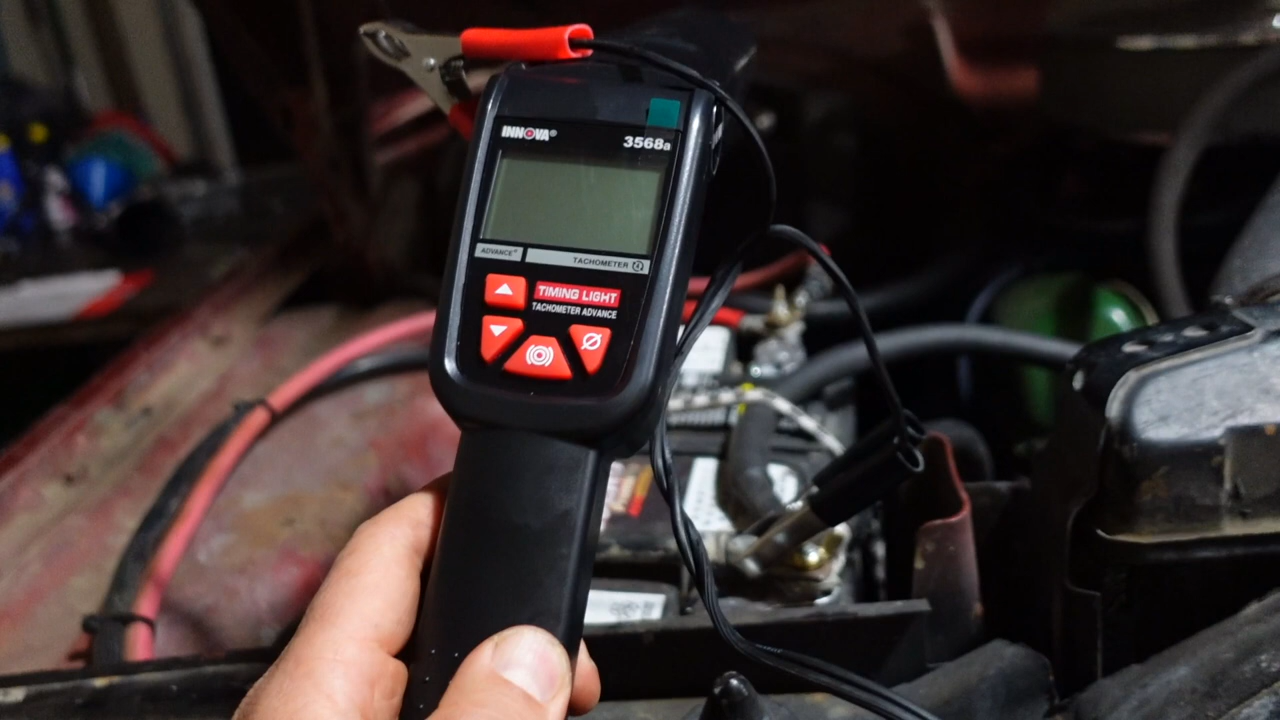 INNOVA®
3568a
ADVANCE°
TACHOMETER
TIMING LIGHT
TACHOMETER ADVANCE